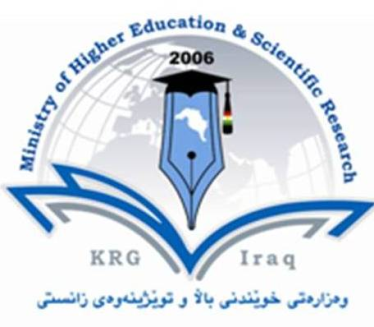 Ministry of Higher Education & Scientific Research
2006
KRG Iraq
وەزارەتی خوێندنی باڵا و توێژینەوەی زانستی